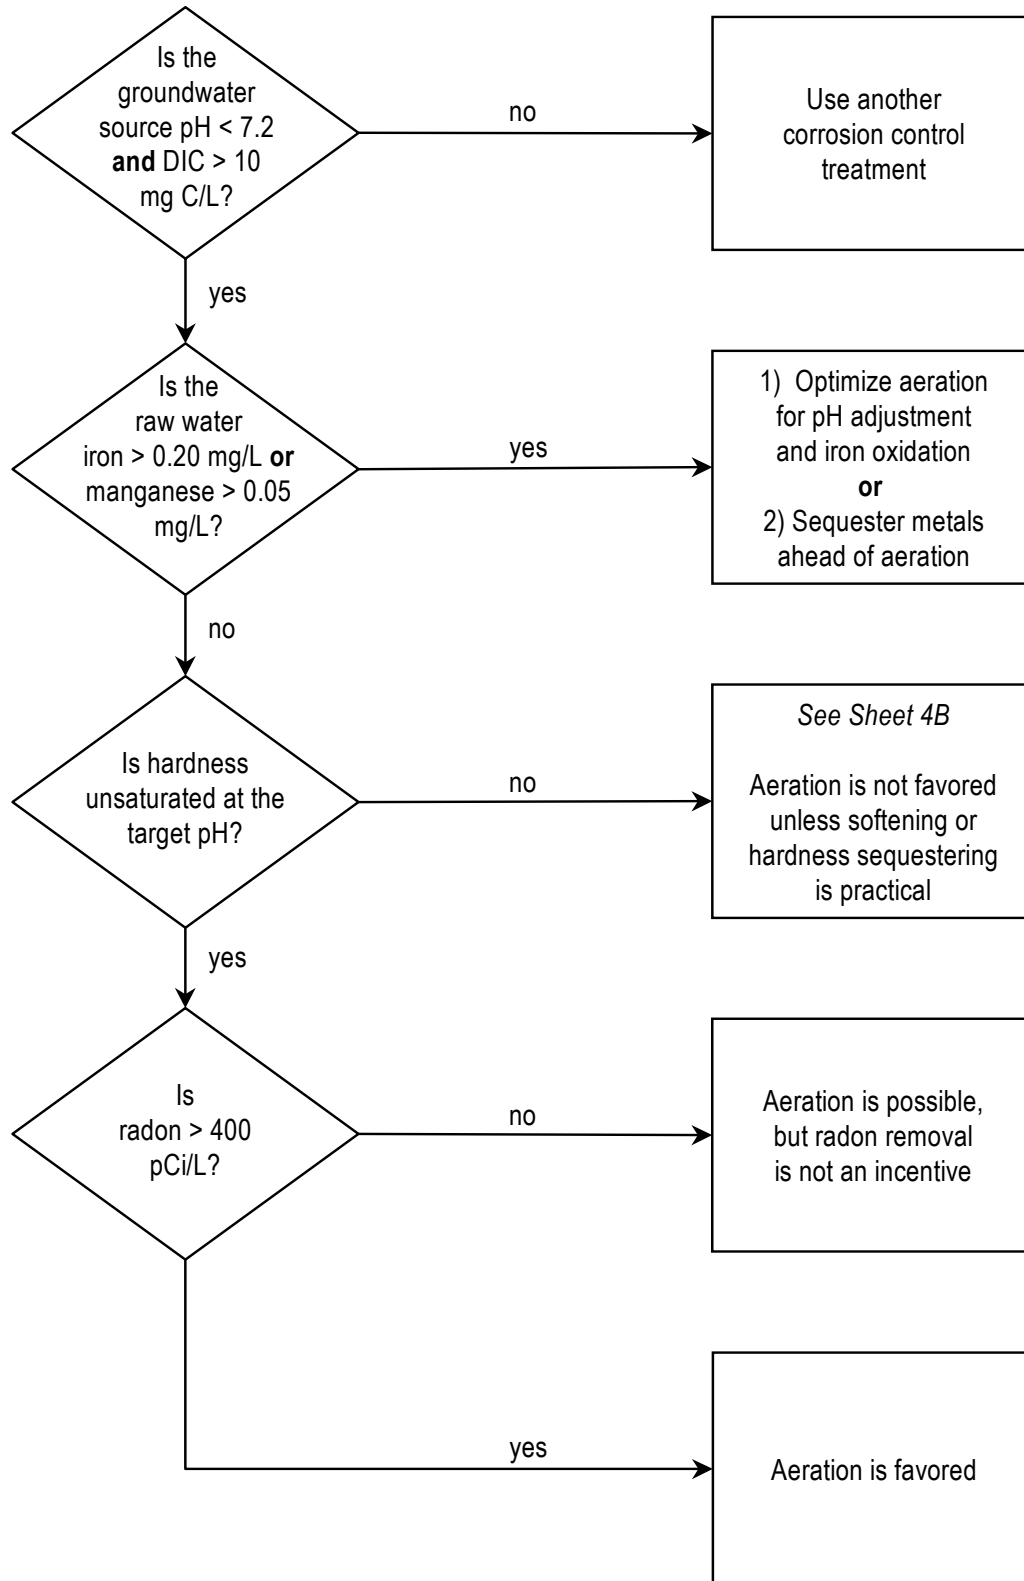 Is the
groundwater
source pH < 7.2
and DIC > 10
mg C/L?
no
Use another
corrosion control
treatment
yes
Is the
raw water
iron > 0.20 mg/L or
manganese > 0.05
mg/L?
yes
1) Optimize aeration
for pH adjustment
and iron oxidation
or
2) Sequester metals
ahead of aeration
no
Is hardness
unsaturated at the
target pH?
no
See Sheet 4B
Aeration is not favored
unless softening or
hardness sequestering
is practical
yes
Is
radon > 400
pCi/L?
no
Aeration is possible,
but radon removal
is not an incentive
yes
Aeration is favored